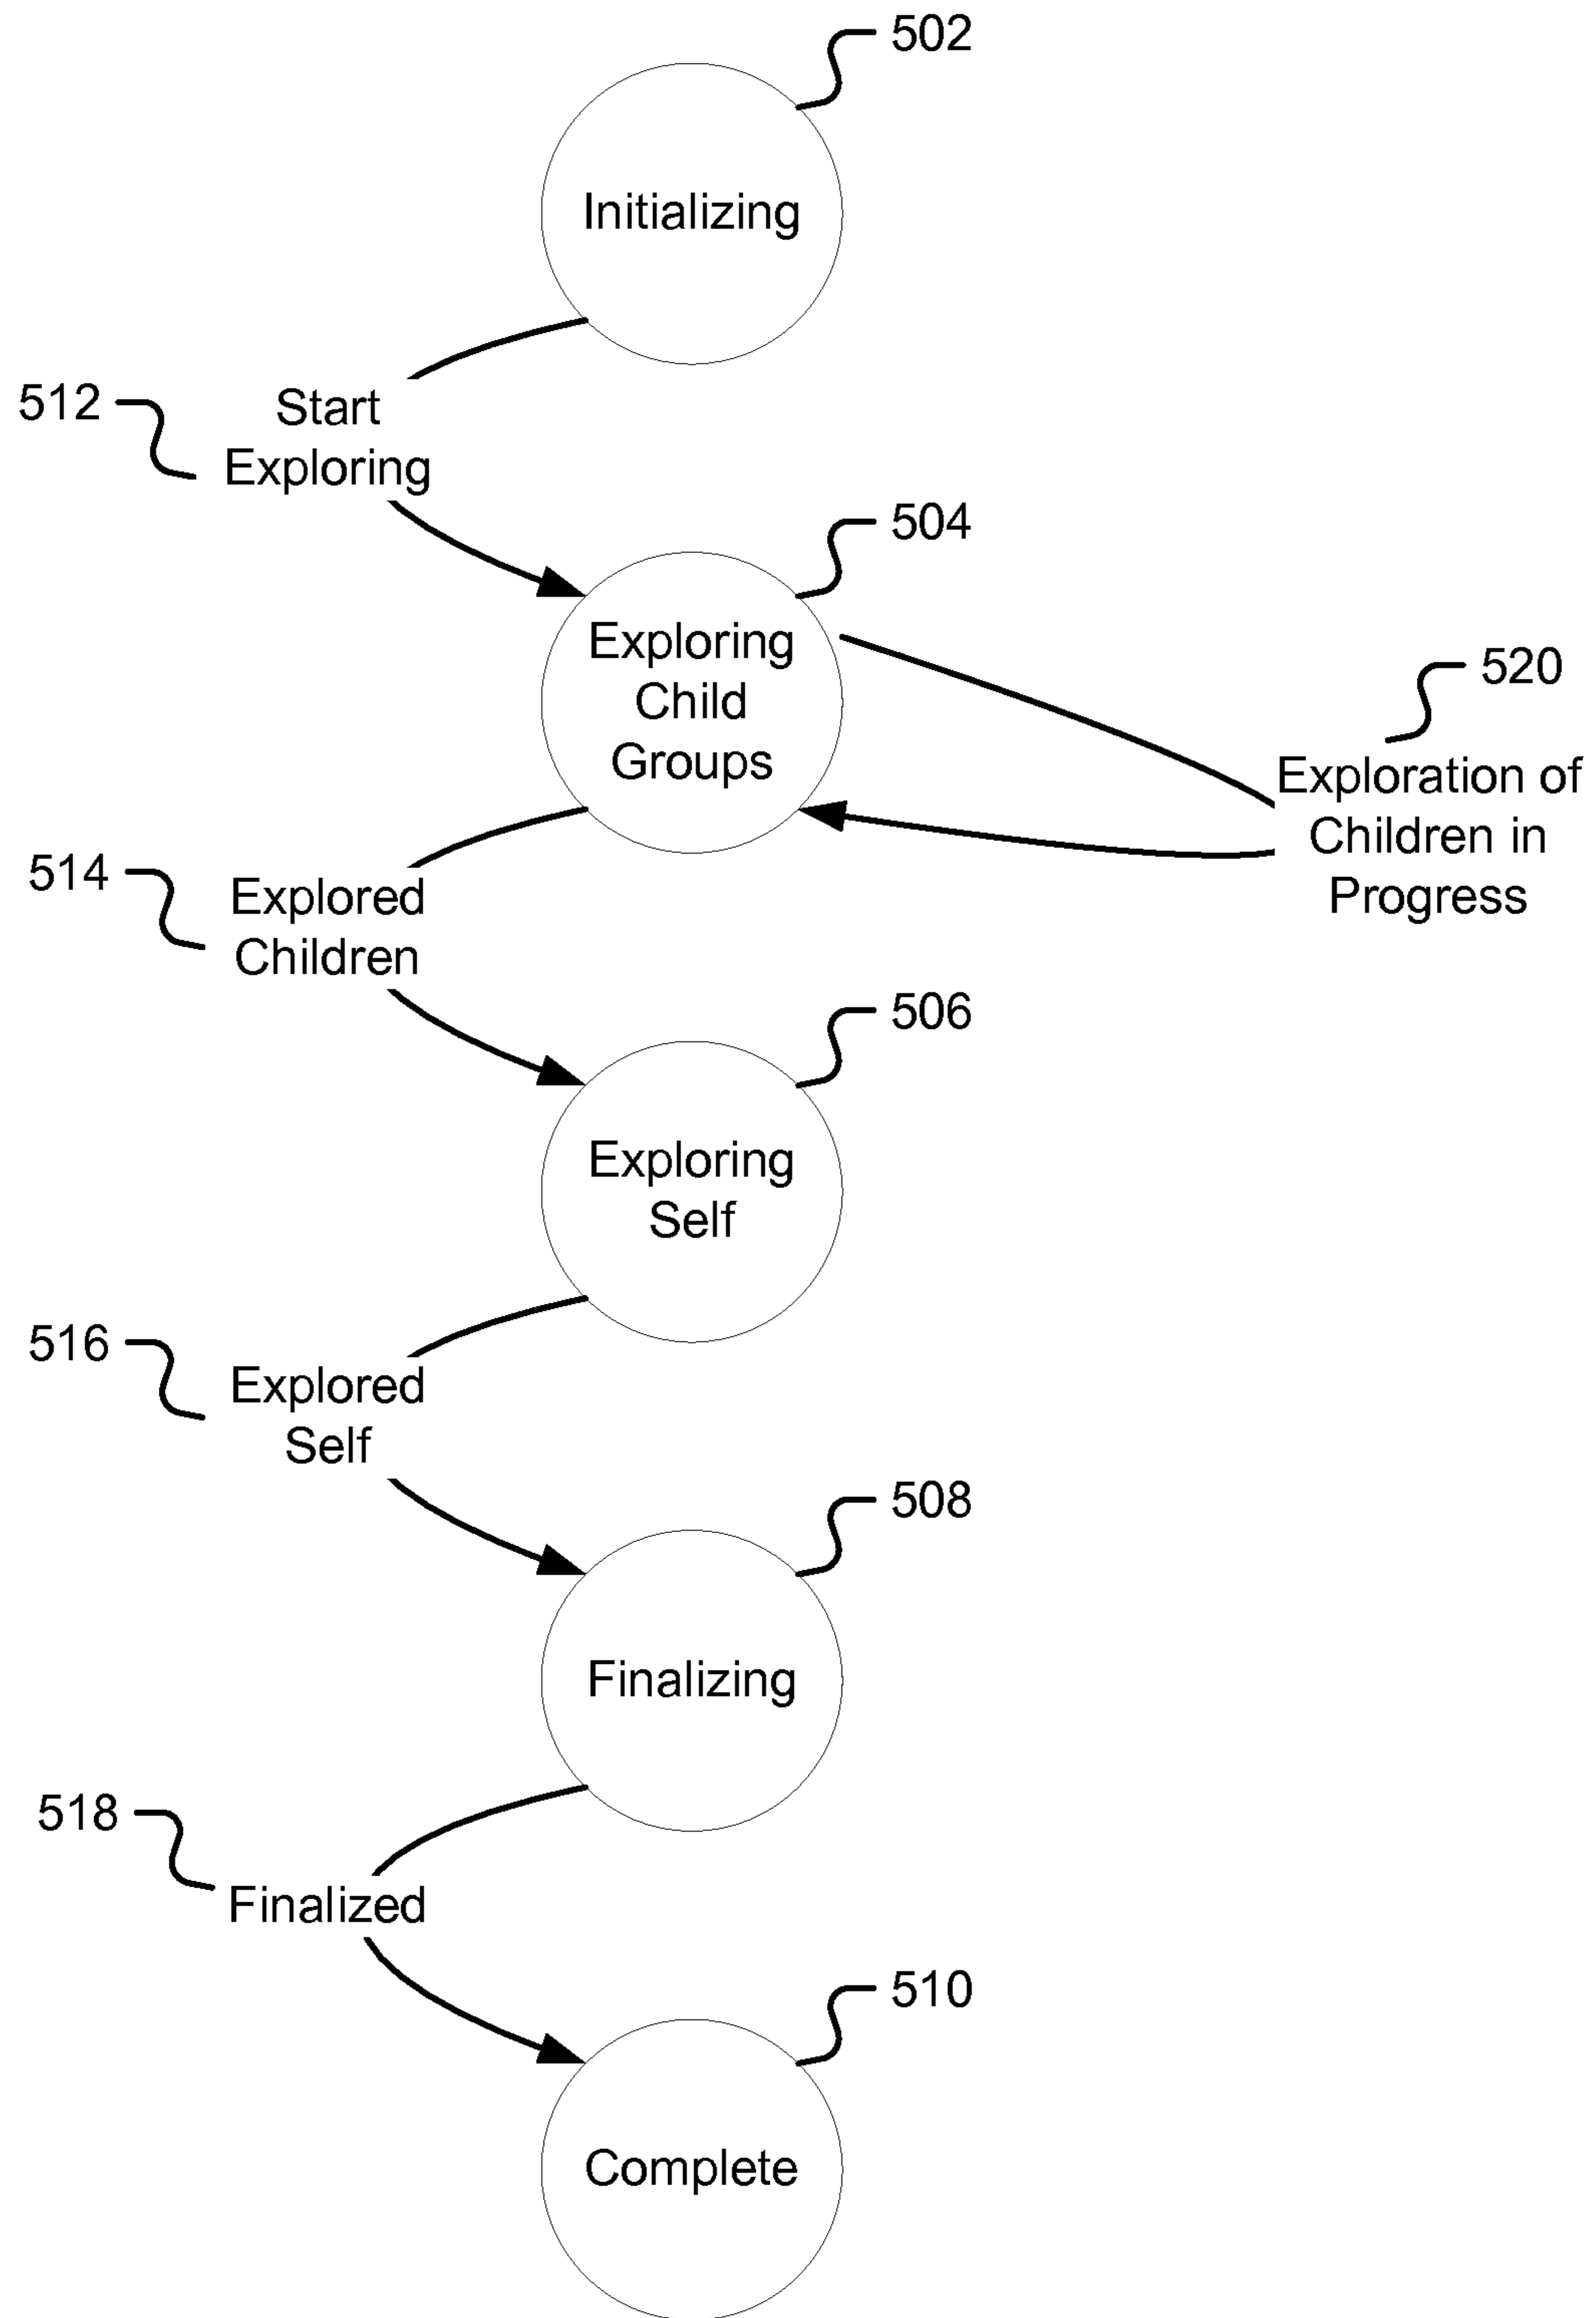 502
Initializing
512
Start
Exploring
504
Exploring
Child
Groups
520
Exploration of
Children in
Progress
514
Explored
Children
506
Exploring
Self
516
Explored
Self
508
Finalizing
518
Finalized
510
Complete